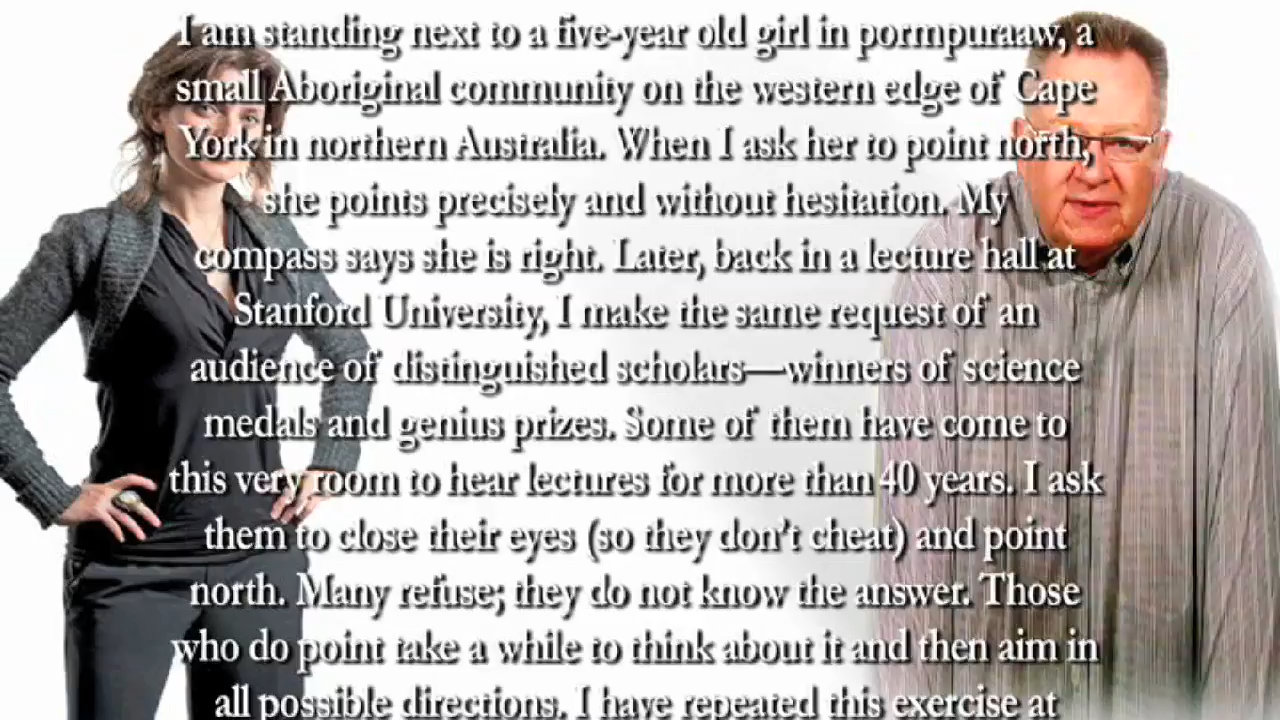 I am standing next to a five-year old girl in pormpuraaw, a
small Aboriginal community on the western edge of Cape
York in northern Australia. When I ask her to point north,
she points precisely and without hesitation. My
compass says she is right. Later, back in a lecture hall at
Stanford University, I make the same request of an
audience of distinguished scholars—winners of science
medals and genius prizes. Some of them have come to
this very room to hear lectures for more than 40 years. I ask
them to close their eyes (so they don't cheat) and point
north. Many refuse; they do not know the answer. Those
who do point take a while to think about it and then aim in
all possible directions. I have repeated this exercise at